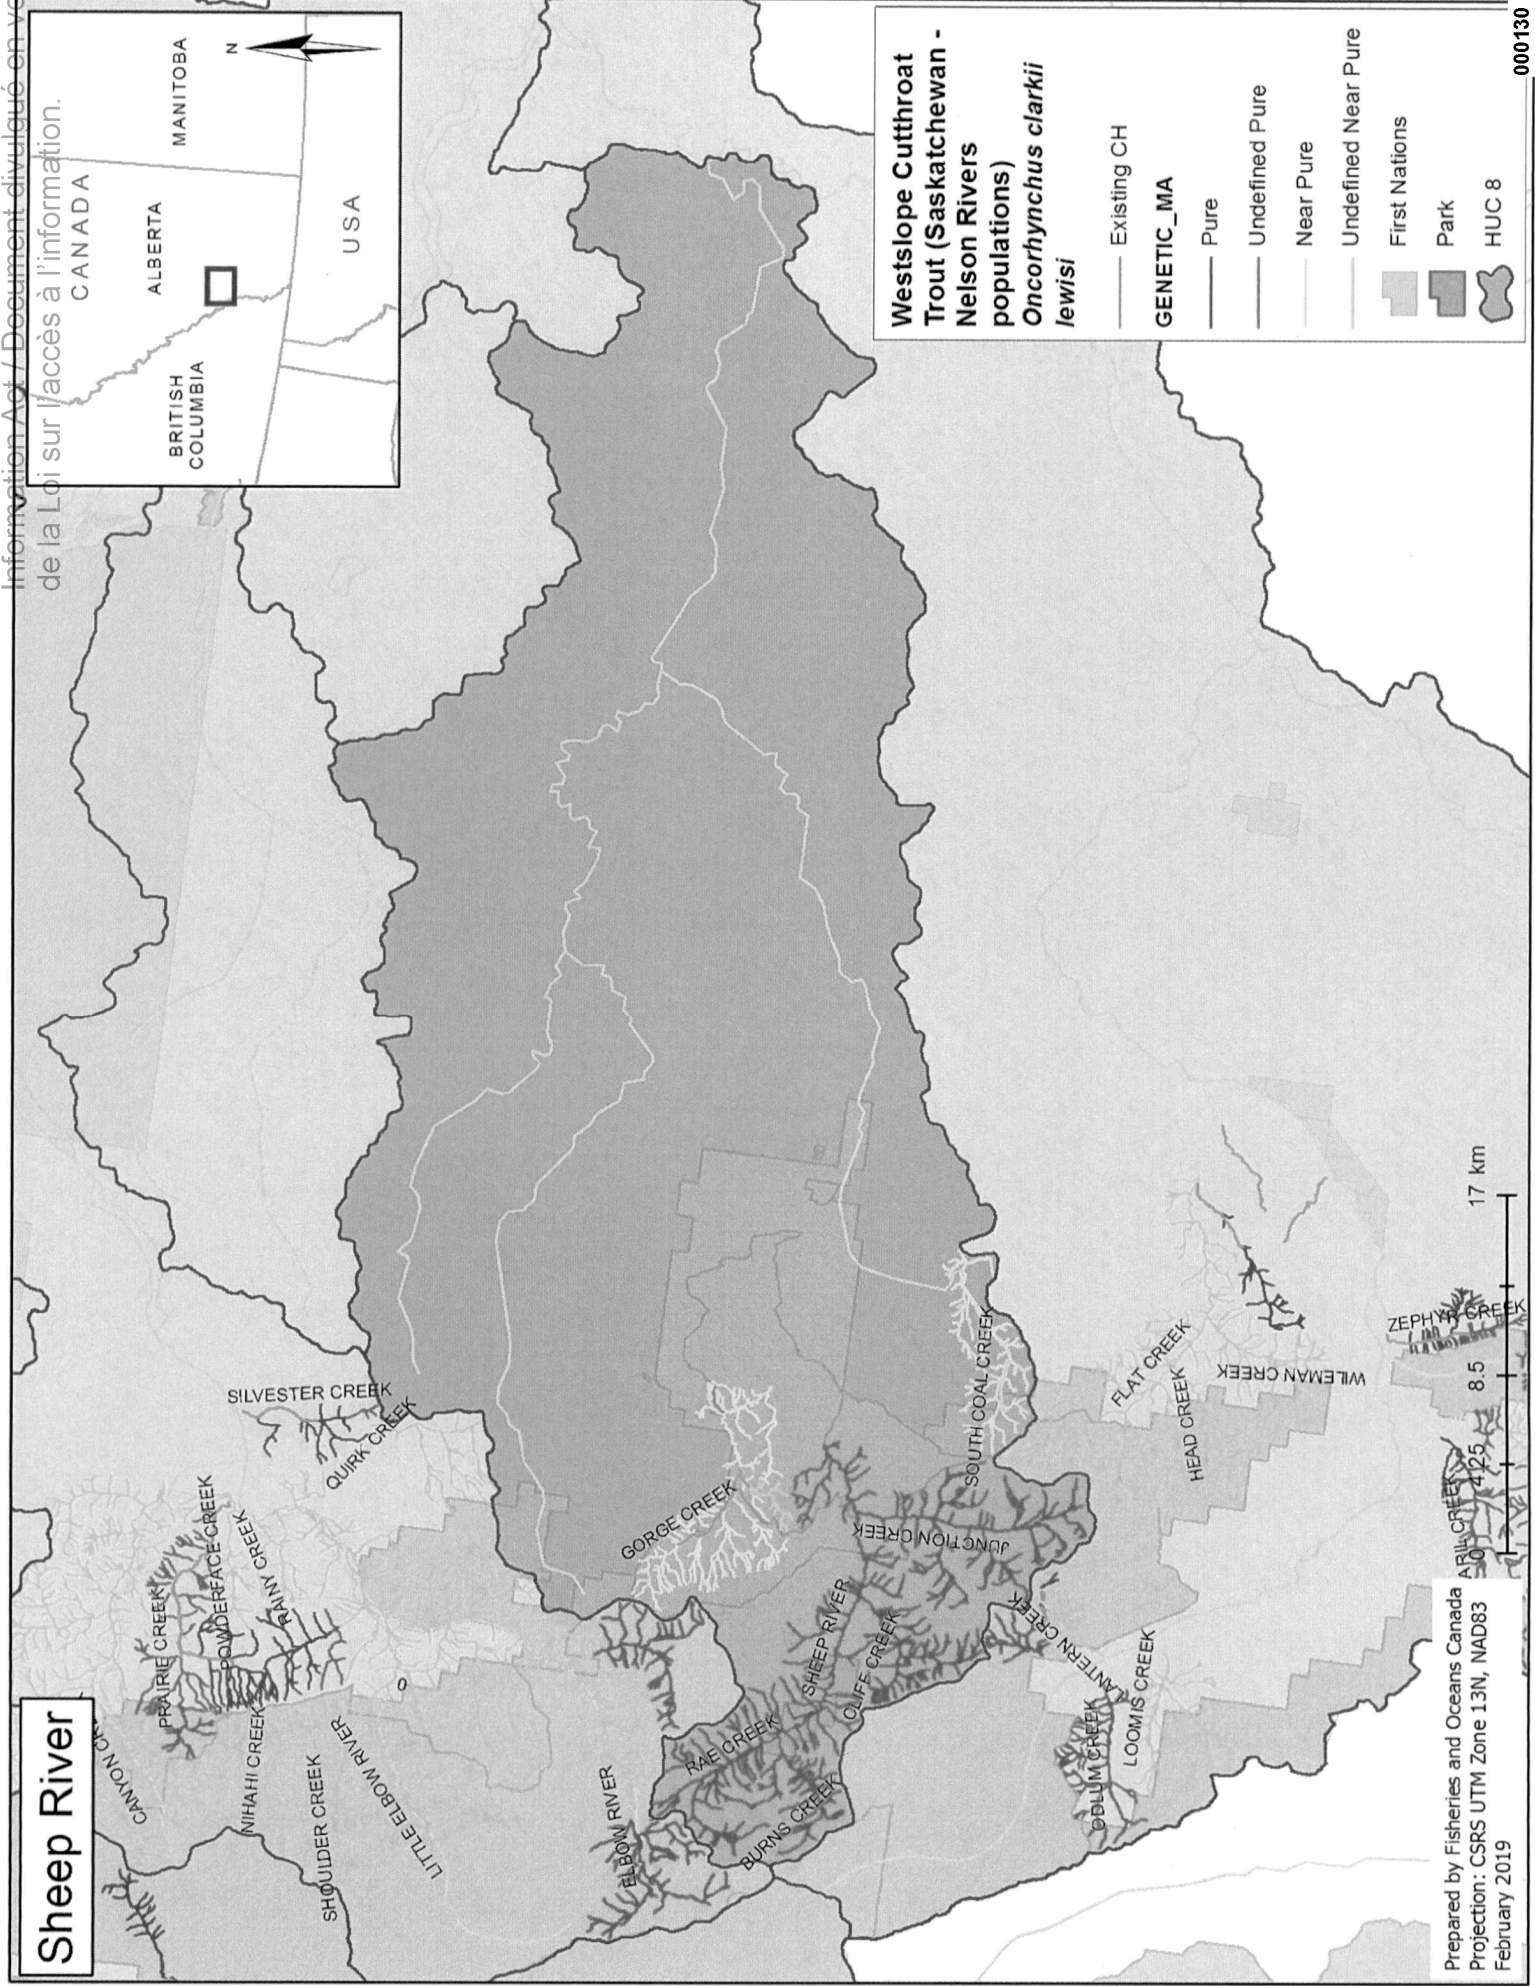 Information Act / Document divulgué en ve
de la Loi sur l'accès à l'information.
Sheep River
CANADA
ALBERTA
MANITOBA
BRITISH
COLUMBIA
USA
N
CANYON
PRAIRIE CREEK
POWDERFACE CREEK
RAINY CREEK
NIHAHI CREEK
SHOULDER CREEK
LITTLE ELBOW RIVER
SILVESTER CREEK
QUIRK CREEK
ELBOW RIVER
GORGE CREEK
RAE CREEK
BURNS CREEK
SHEEP RIVER
CLIFF CREEK
JUNCTION CREEK
SOUTH COAL CREEK
LANTERN CREEK
ODLUM CREEK
LOOMIS CREEK
FLAT CREEK
HEAD CREEK
WILEMAN CREEK
ZEPHYR CREEK
Westslope Cutthroat
Trout (Saskatchewan -
Nelson Rivers
populations)
Oncorhynchus clarkii
lewisi
Existing CH
GENETIC_MA
Pure
Undefined Pure
Near Pure
Undefined Near Pure
First Nations
Park
HUC 8
0 4.25 8.5 17 km
Prepared by Fisheries and Oceans Canada
Projection: CSRS UTM Zone 13N, NAD83
February 2019
000130